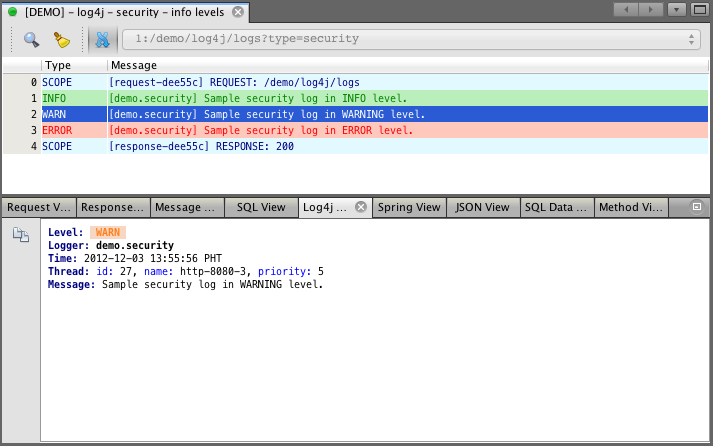 [DEMO] – log4j – security – info levels
1:/demo/log4j/logs?type=security
Type Message
0 SCOPE [request-dee55c] REQUEST: /demo/log4j/logs
1 INFO [demo.security] Sample security log in INFO level.
2 WARN [demo.security] Sample security log in WARNING level.
3 ERROR [demo.security] Sample security log in ERROR level.
4 SCOPE [response-dee55c] RESPONSE: 200
Request V... Response... Message ... SQL View Log4j ... Spring View JSON View SQL Data ... Method Vi...
Level: WARN
Logger: demo.security
Time: 2012-12-03 13:55:56 PHT
Thread: id: 27, name: http-8080-3, priority: 5
Message: Sample security log in WARNING level.